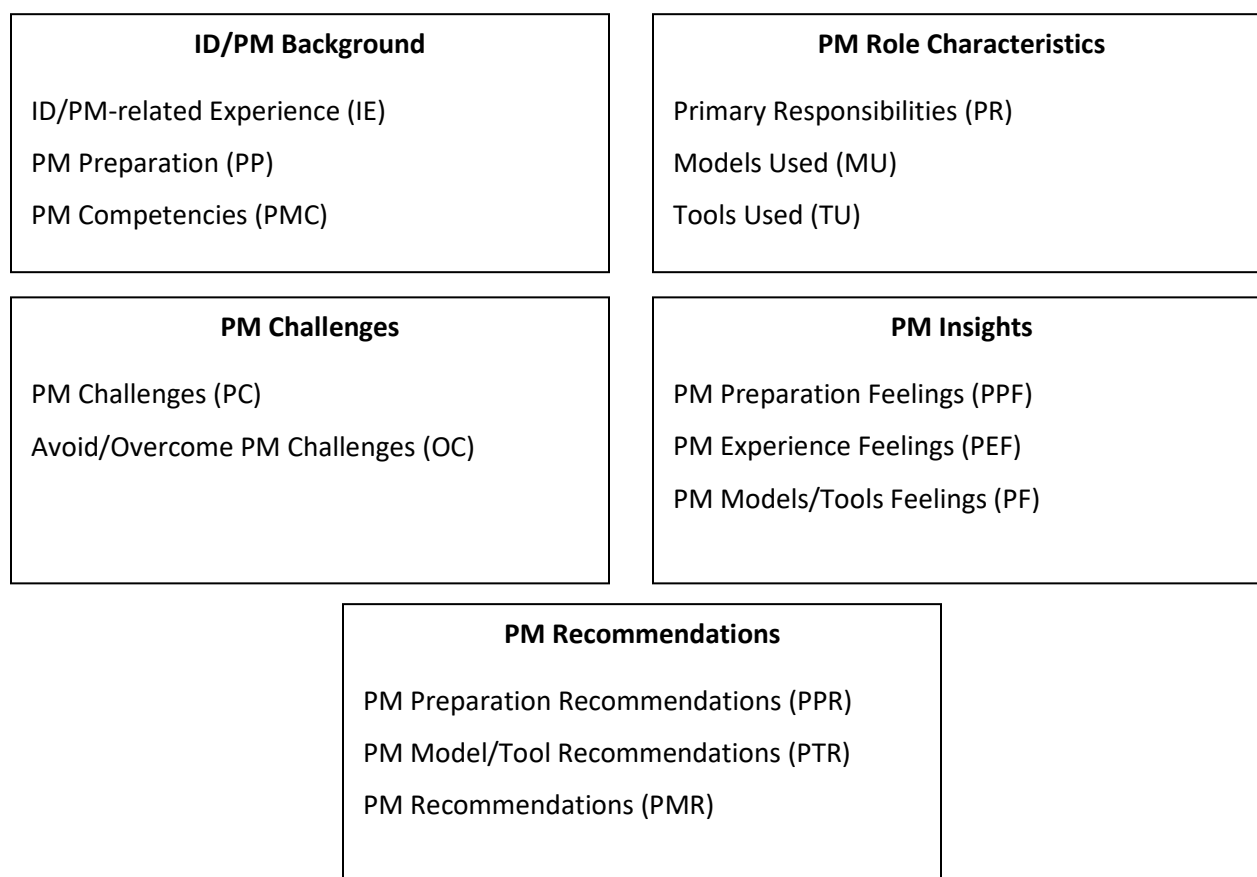 ID/PM Background
ID/PM-related Experience (IE)
PM Preparation (PP)
PM Competencies (PMC)
PM Role Characteristics
Primary Responsibilities (PR)
Models Used (MU)
Tools Used (TU)
PM Challenges
PM Challenges (PC)
Avoid/Overcome PM Challenges (OC)
PM Insights
PM Preparation Feelings (PPF)
PM Experience Feelings (PEF)
PM Models/Tools Feelings (PF)
PM Recommendations
PM Preparation Recommendations (PPR)
PM Model/Tool Recommendations (PTR)
PM Recommendations (PMR)